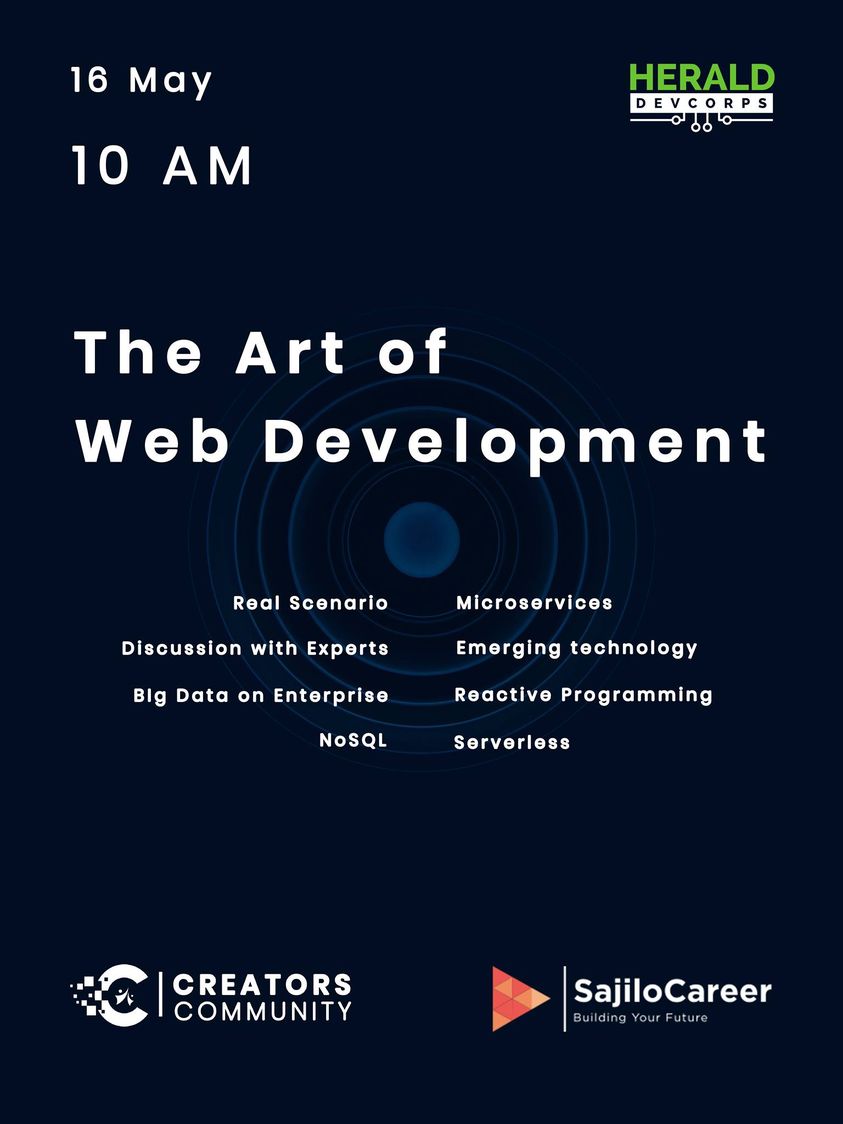 16 May
HERALD
DEVCORPS
10 AM
The Art of
Web Development
Real Scenario
Discussion with Experts
BIg Data on Enterprise
NoSQL
Microservices
Emerging technology
Reactive Programming
Serverless
CREATORS
COMMUNITY
SajiloCareer
Building Your Future